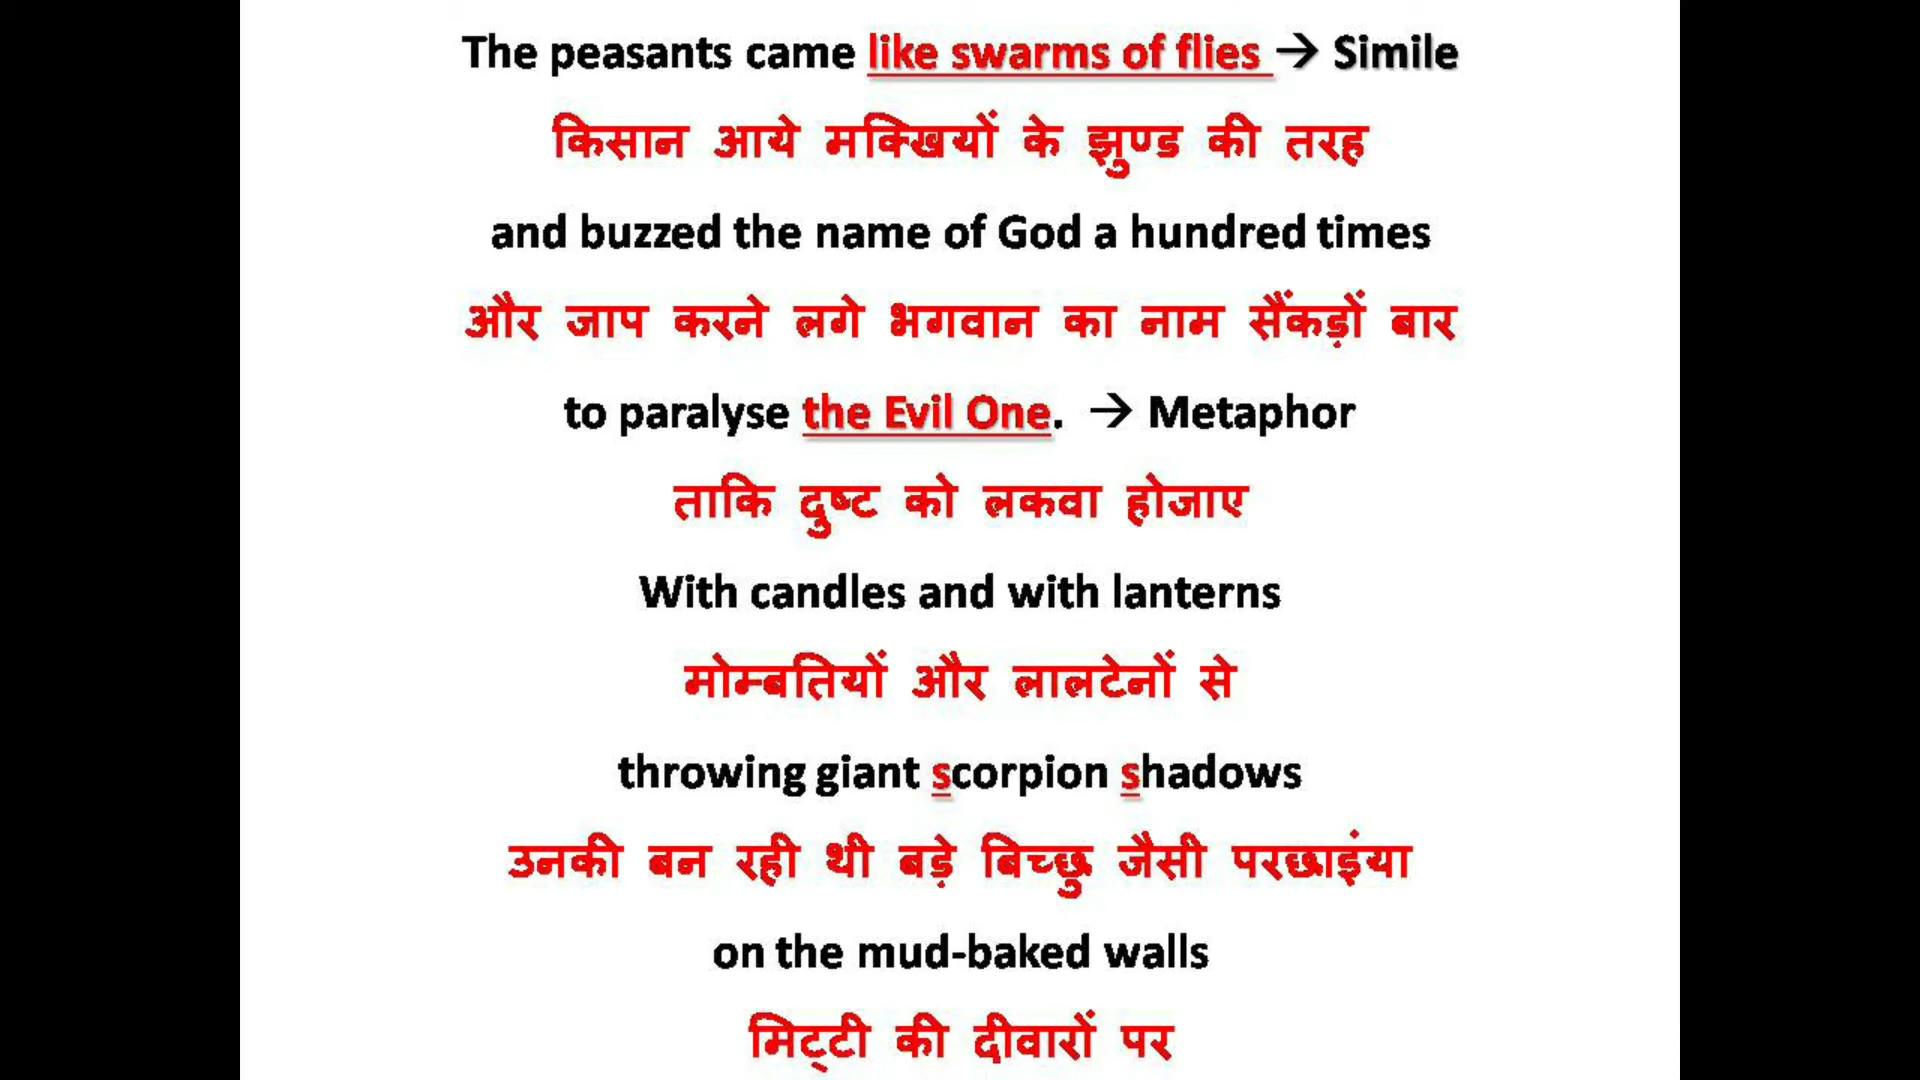 The peasants came like swarms of flies → Simile
किसान आये मक्खियों के झुण्ड की तरह
and buzzed the name of God a hundred times
और जाप करने लगे भगवान का नाम सैंकड़ों बार
to paralyse the Evil One. → Metaphor
ताकि दुष्ट को लकवा होजाए
With candles and with lanterns
मोम्बतियों और लालटेनों से
throwing giant scorpion shadows
उनकी बन रही थी बड़े बिच्छु जैसी परछाइंया
on the mud-baked walls
मिट्टी की दीवारों पर